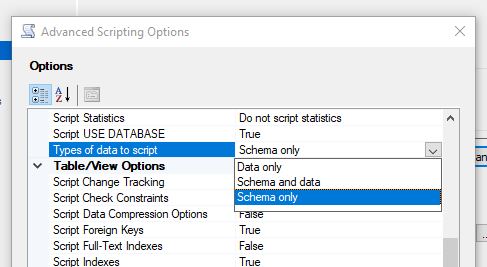 Advanced Scripting Options
Options
Script Statistics Do not script statistics
Script USE DATABASE True
Types of data to script Schema only
Table/View Options Data only
Script Change Tracking Schema and data
Script Check Constraints Schema only
Script Data Compression Options False
Script Foreign Keys True
Script Full-Text Indexes False
Script Indexes True